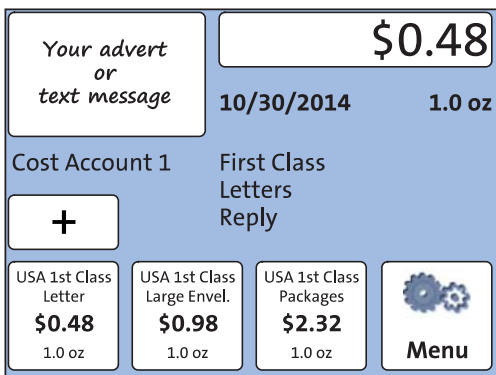 Your advert
or
text message
$0.48
10/30/2014 1.0 oz
Cost Account 1
First Class
Letters
Reply
+
USA 1st Class
Letter
$0.48
1.0 oz
USA 1st Class
Large Envel.
$0.98
1.0 oz
USA 1st Class
Packages
$2.32
1.0 oz
Menu